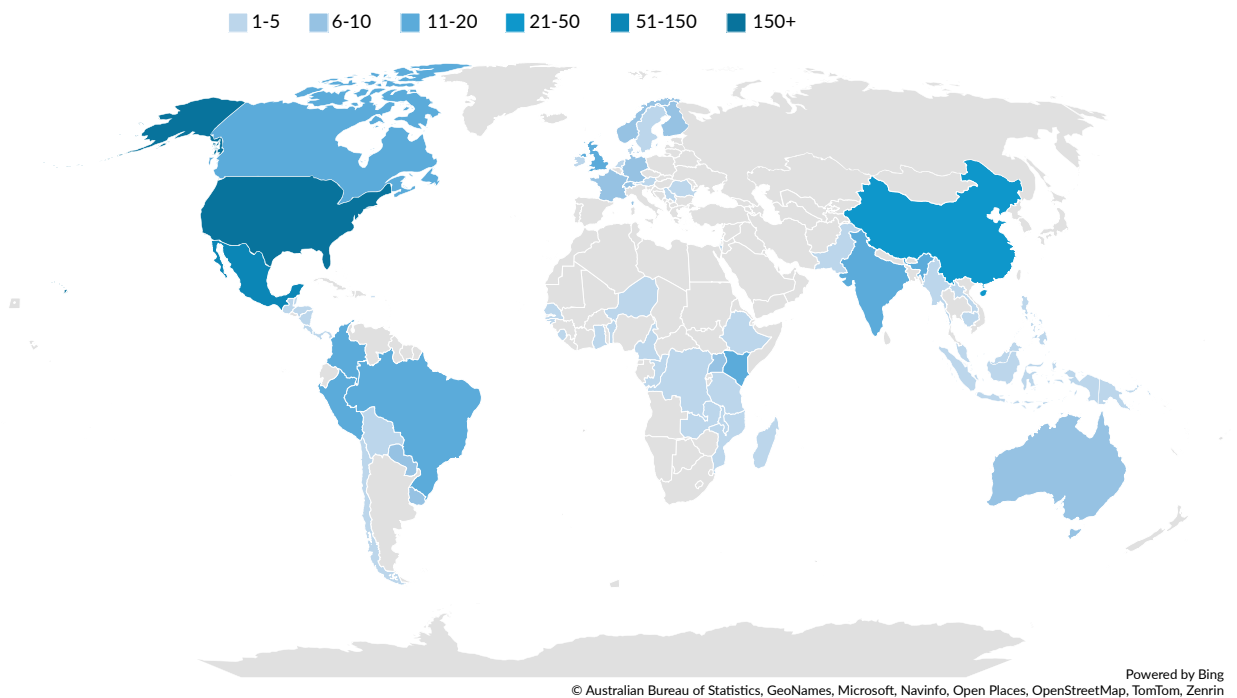 1-5 6-10 11-20 21-50 51-150 150+
Powered by Bing
© Australian Bureau of Statistics, GeoNames, Microsoft, Navinfo, Open Places, OpenStreetMap, TomTom, Zenrin